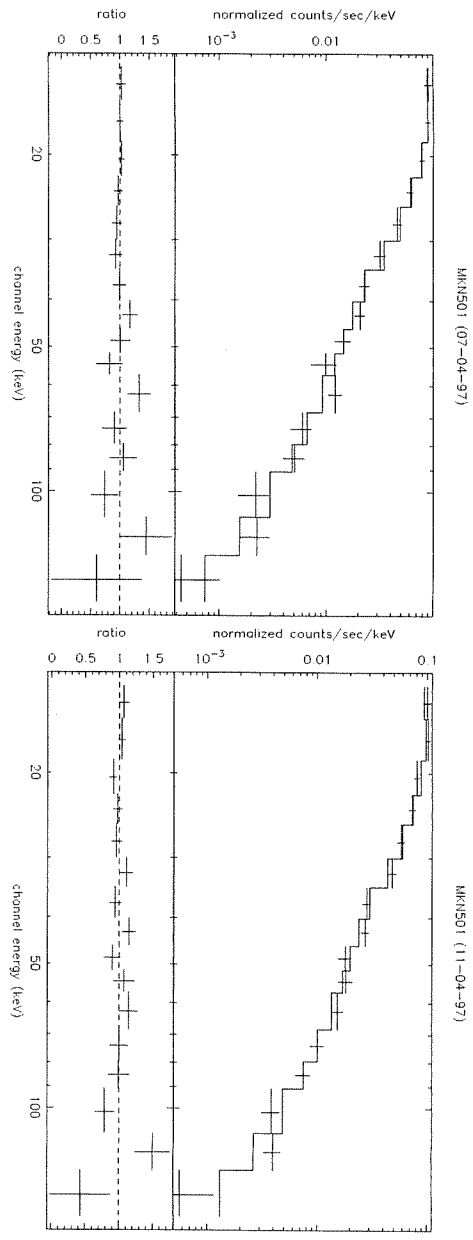 MKN501 (07-04-97)
normalized counts/sec/keV
10⁻³ 0.01
ratio
0 0.5 1 1.5
20 50 100
channel energy (keV)
MKN501 (11-04-97)
normalized counts/sec/keV
10⁻³ 0.01 0.1
ratio
0 0.5 1 1.5
20 50 100
channel energy (keV)